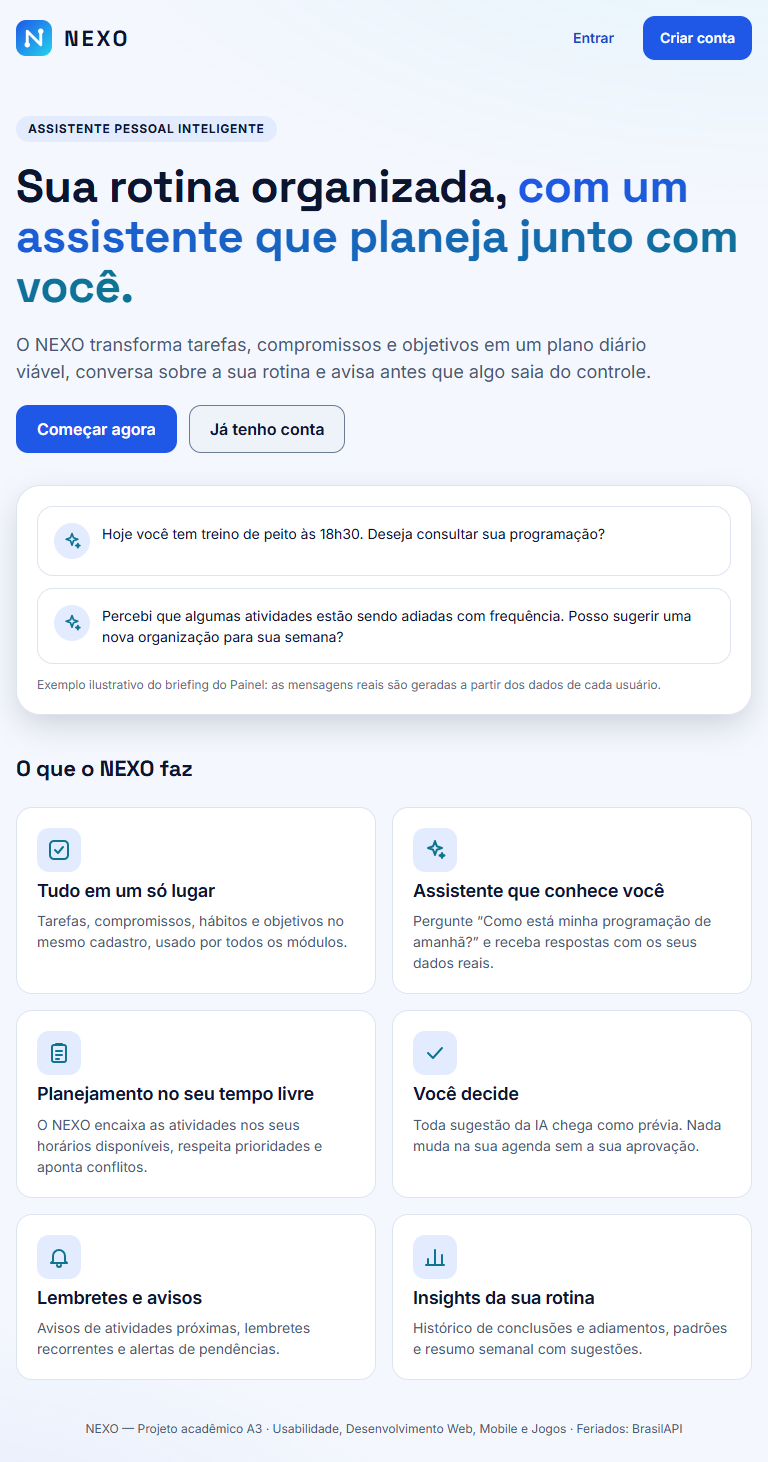 NEXO
Entrar
Criar conta
ASSISTENTE PESSOAL INTELIGENTE
Sua rotina organizada, com um
assistente que planeja junto com
você.
O NEXO transforma tarefas, compromissos e objetivos em um plano diário
viável, conversa sobre a sua rotina e avisa antes que algo saia do controle.
Começar agora
Já tenho conta
Hoje você tem treino de peito às 18h30. Deseja consultar sua programação?
Percebi que algumas atividades estão sendo adiadas com frequência. Posso sugerir uma
nova organização para sua semana?
Exemplo ilustrativo do briefing do Painel: as mensagens reais são geradas a partir dos dados de cada usuário.
O que o NEXO faz
Tudo em um só lugar
Tarefas, compromissos, hábitos e objetivos no
mesmo cadastro, usado por todos os módulos.
Assistente que conhece você
Pergunte “Como está minha programação de
amanhã?” e receba respostas com os seus
dados reais.
Planejamento no seu tempo livre
O NEXO encaixa as atividades nos seus
horários disponíveis, respeita prioridades e
aponta conflitos.
Você decide
Toda sugestão da IA chega como prévia. Nada
muda na sua agenda sem a sua aprovação.
Lembretes e avisos
Avisos de atividades próximas, lembretes
recorrentes e alertas de pendências.
Insights da sua rotina
Histórico de conclusões e adiamentos, padrões
e resumo semanal com sugestões.
NEXO — Projeto acadêmico A3 · Usabilidade, Desenvolvimento Web, Mobile e Jogos · Feriados: BrasilAPI